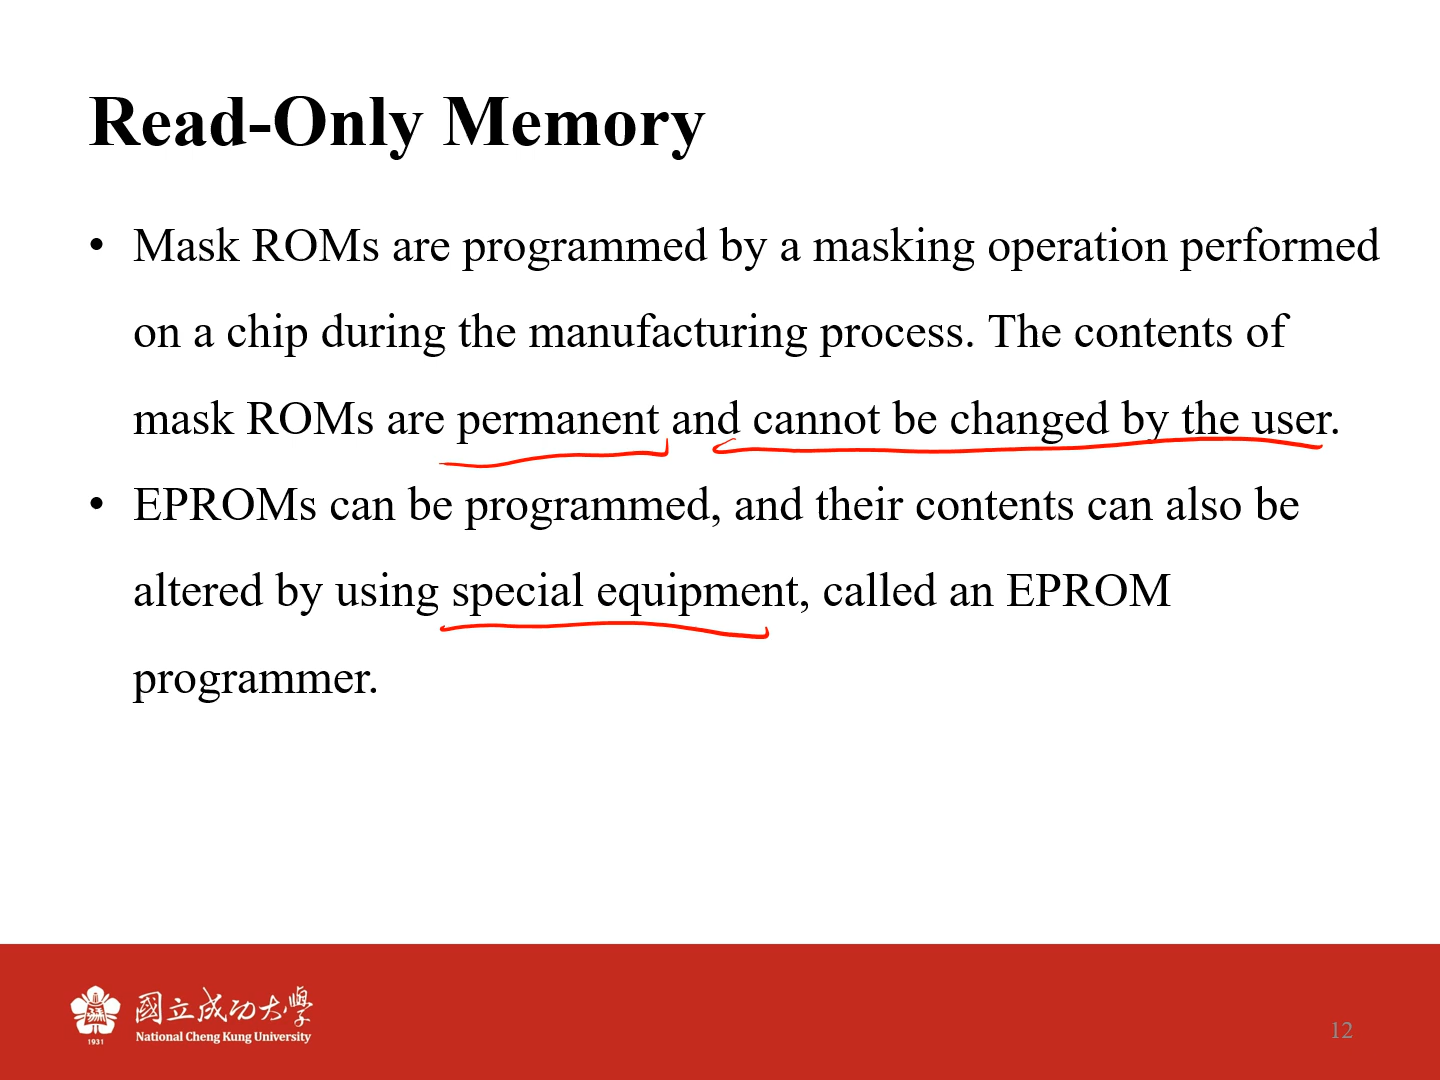 Read-Only Memory
• Mask ROMs are programmed by a masking operation performed
on a chip during the manufacturing process. The contents of
mask ROMs are permanent and cannot be changed by the user.
• EPROMs can be programmed, and their contents can also be
altered by using special equipment, called an EPROM
programmer.
國立成功大學
National Cheng Kung University
1931
12